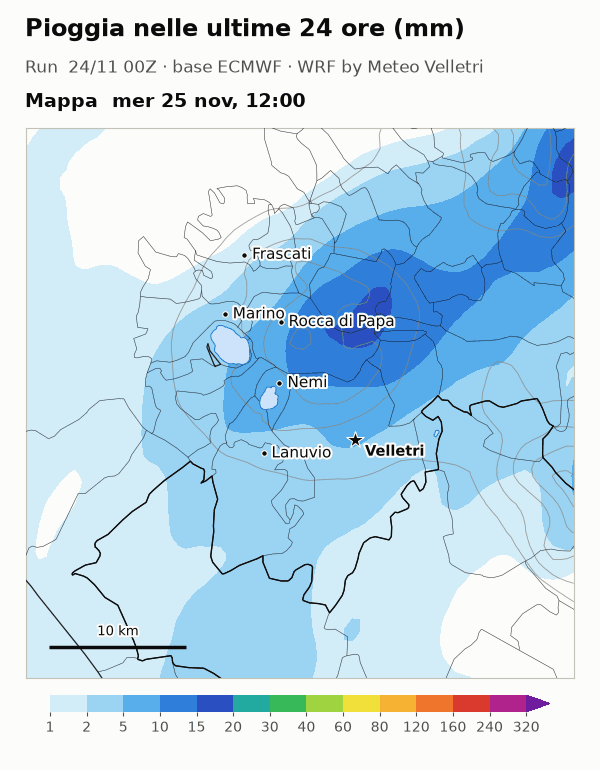 Pioggia nelle ultime 24 ore (mm)
Run 24/11 00Z · base ECMWF · WRF by Meteo Velletri
Mappa mer 25 nov, 12:00
Frascati
Marino
Rocca di Papa
Nemi
Velletri
Lanuvio
10 km
1 2 5 10 15 20 30 40 60 80 120 160 240 320